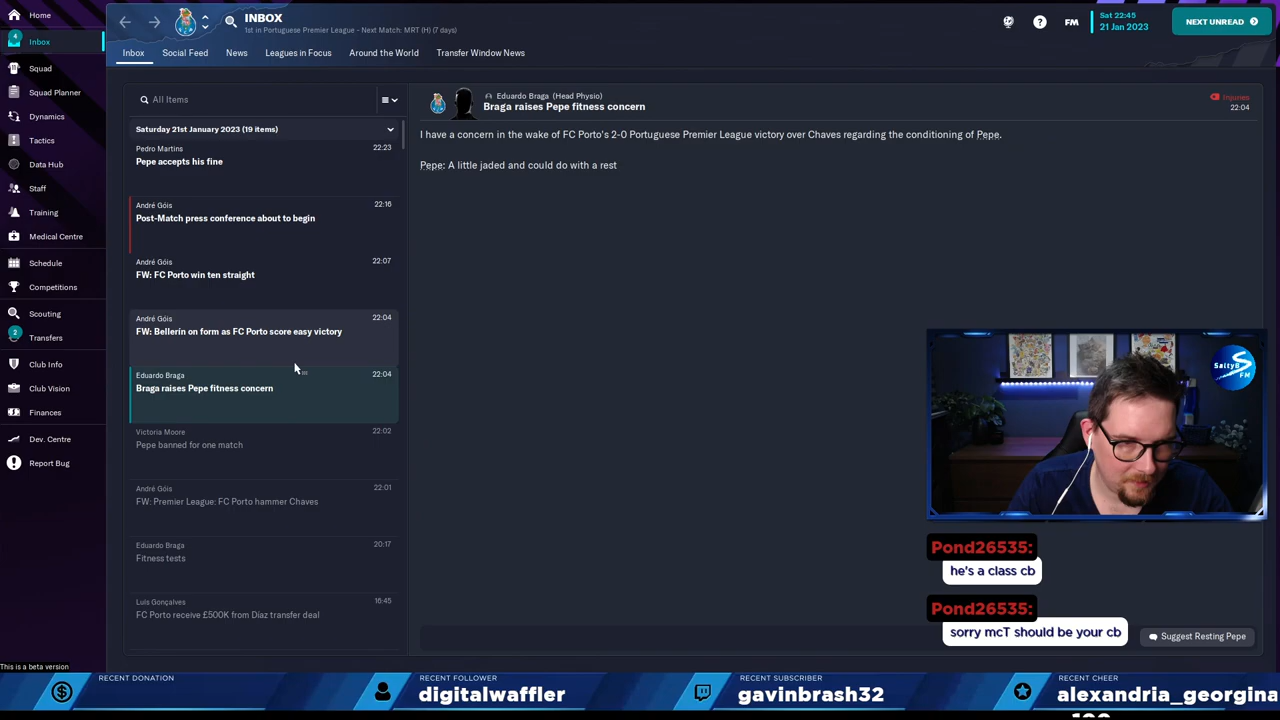 Home
4
Inbox
Squad
Squad Planner
Dynamics
Tactics
Data Hub
Staff
Training
Medical Centre
Schedule
Competitions
Scouting
2
Transfers
Club Info
Club Vision
Finances
Dev. Centre
Report Bug
This is a beta version
INBOX
1st in Portuguese Premier League - Next Match: MRT (H) (7 days)
?
FM
Sat 22:45
21 Jan 2023
NEXT UNREAD
Inbox
Social Feed
News
Leagues in Focus
Around the World
Transfer Window News
All Items
Saturday 21st January 2023 (19 items)
Pedro Martins 22:23
Pepe accepts his fine
André Góis 22:16
Post-Match press conference about to begin
André Góis 22:07
FW: FC Porto win ten straight
André Góis 22:04
FW: Bellerín on form as FC Porto score easy victory
Eduardo Braga 22:04
Braga raises Pepe fitness concern
Victoria Moore 22:02
Pepe banned for one match
André Góis 22:01
FW: Premier League: FC Porto hammer Chaves
Eduardo Braga 20:17
Fitness tests
Luís Gonçalves 16:45
FC Porto receive £500K from Díaz transfer deal
Eduardo Braga (Head Physio)
Braga raises Pepe fitness concern
Injuries
22:04
I have a concern in the wake of FC Porto's 2-0 Portuguese Premier League victory over Chaves regarding the conditioning of Pepe.
Pepe: A little jaded and could do with a rest
SaltyB
FM
Pond26535:
he's a class cb
Pond26535:
sorry mcT should be your cb
Suggest Resting Pepe
RECENT DONATION
RECENT FOLLOWER
digitalwaffler
RECENT SUBSCRIBER
gavinbrash32
RECENT CHEER
alexandria_georgina
100